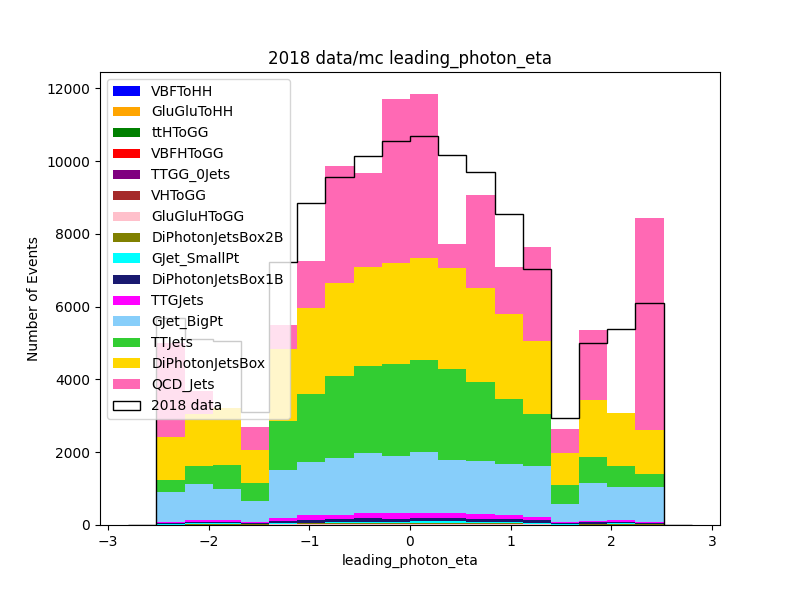 2018 data/mc leading_photon_eta
12000
10000
8000
6000
4000
2000
0
Number of Events
VBFToHH
GluGluToHH
ttHToGG
VBFHToGG
TTGG_0Jets
VHToGG
GluGluHToGG
DiPhotonJetsBox2B
GJet_SmallPt
DiPhotonJetsBox1B
TTGJets
GJet_BigPt
TTJets
DiPhotonJetsBox
QCD_Jets
2018 data
−3 −2 −1 0 1 2 3
leading_photon_eta